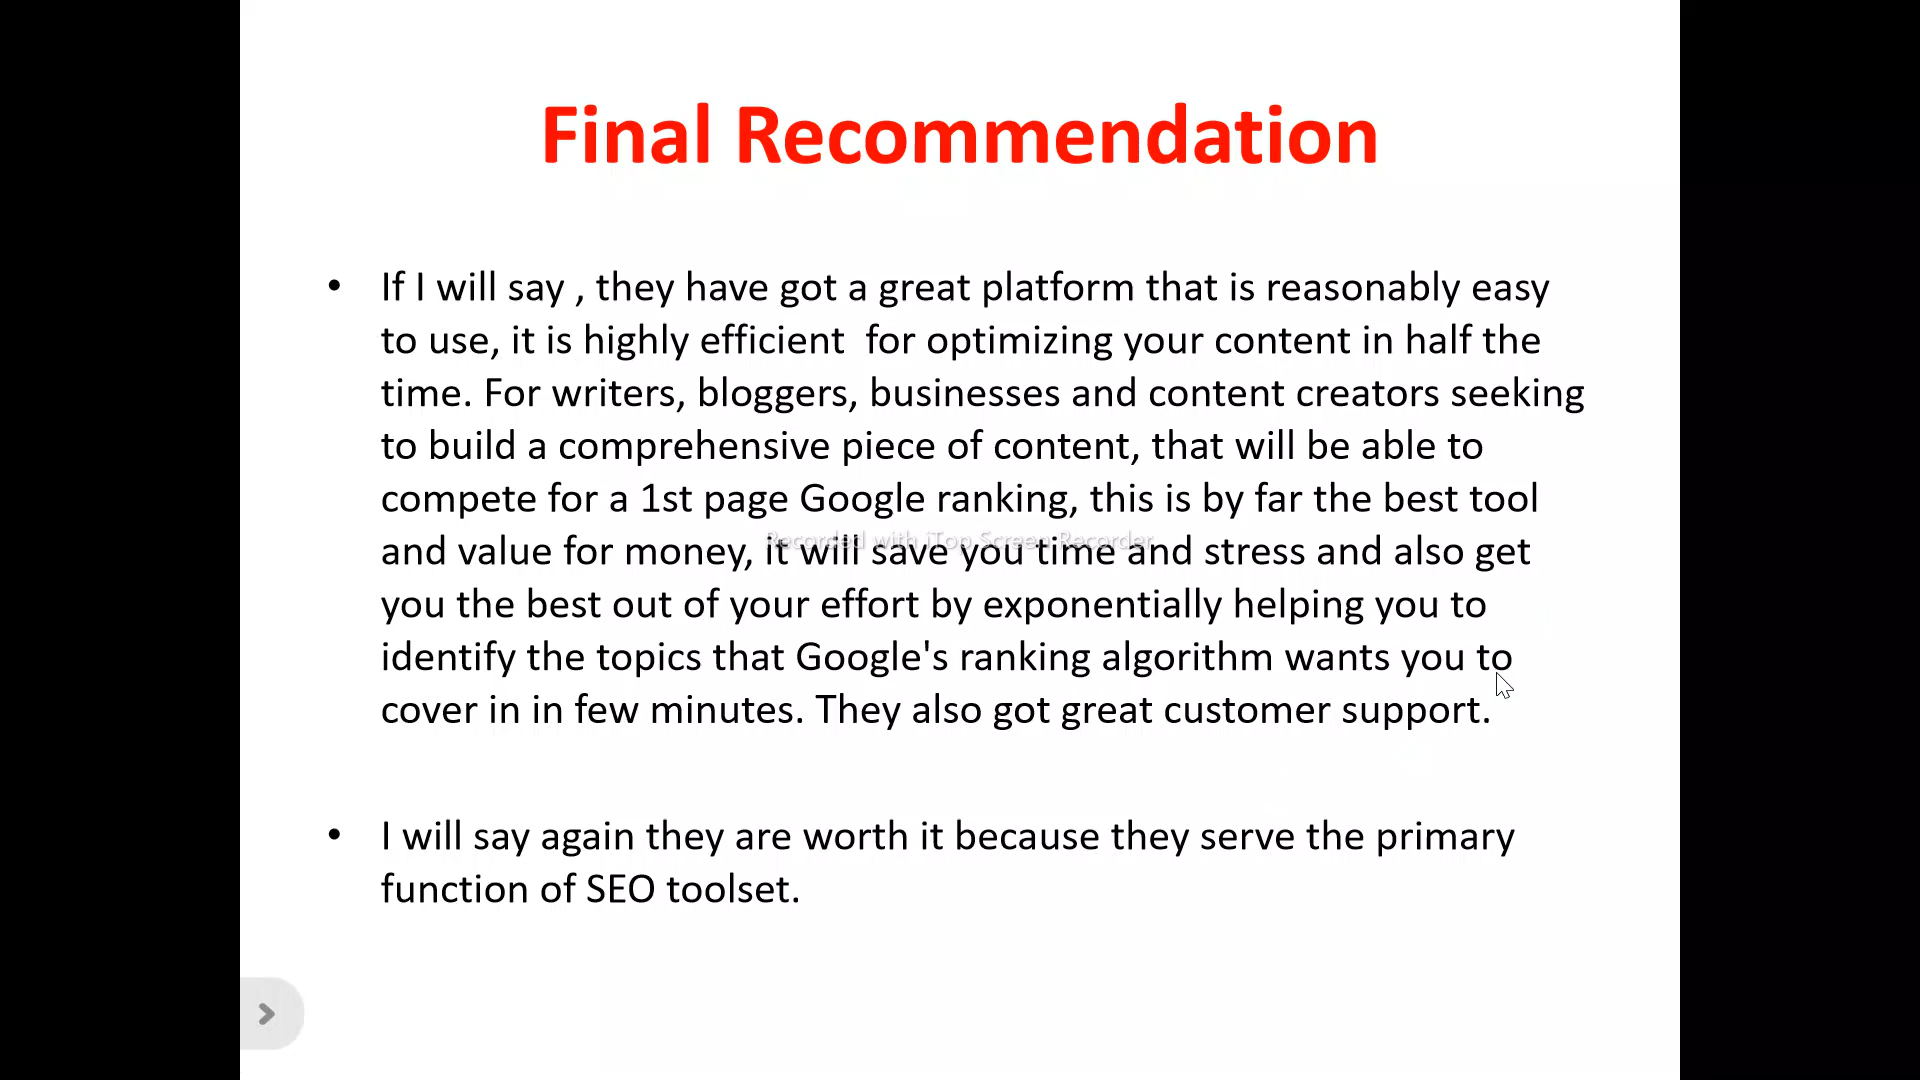 Final Recommendation
• If I will say , they have got a great platform that is reasonably easy
to use, it is highly efficient  for optimizing your content in half the
time. For writers, bloggers, businesses and content creators seeking
to build a comprehensive piece of content, that will be able to
compete for a 1st page Google ranking, this is by far the best tool
Recorded with iTop Screen Recorder
and value for money, it will save you time and stress and also get
you the best out of your effort by exponentially helping you to
identify the topics that Google's ranking algorithm wants you to
cover in in few minutes. They also got great customer support.
• I will say again they are worth it because they serve the primary
function of SEO toolset.